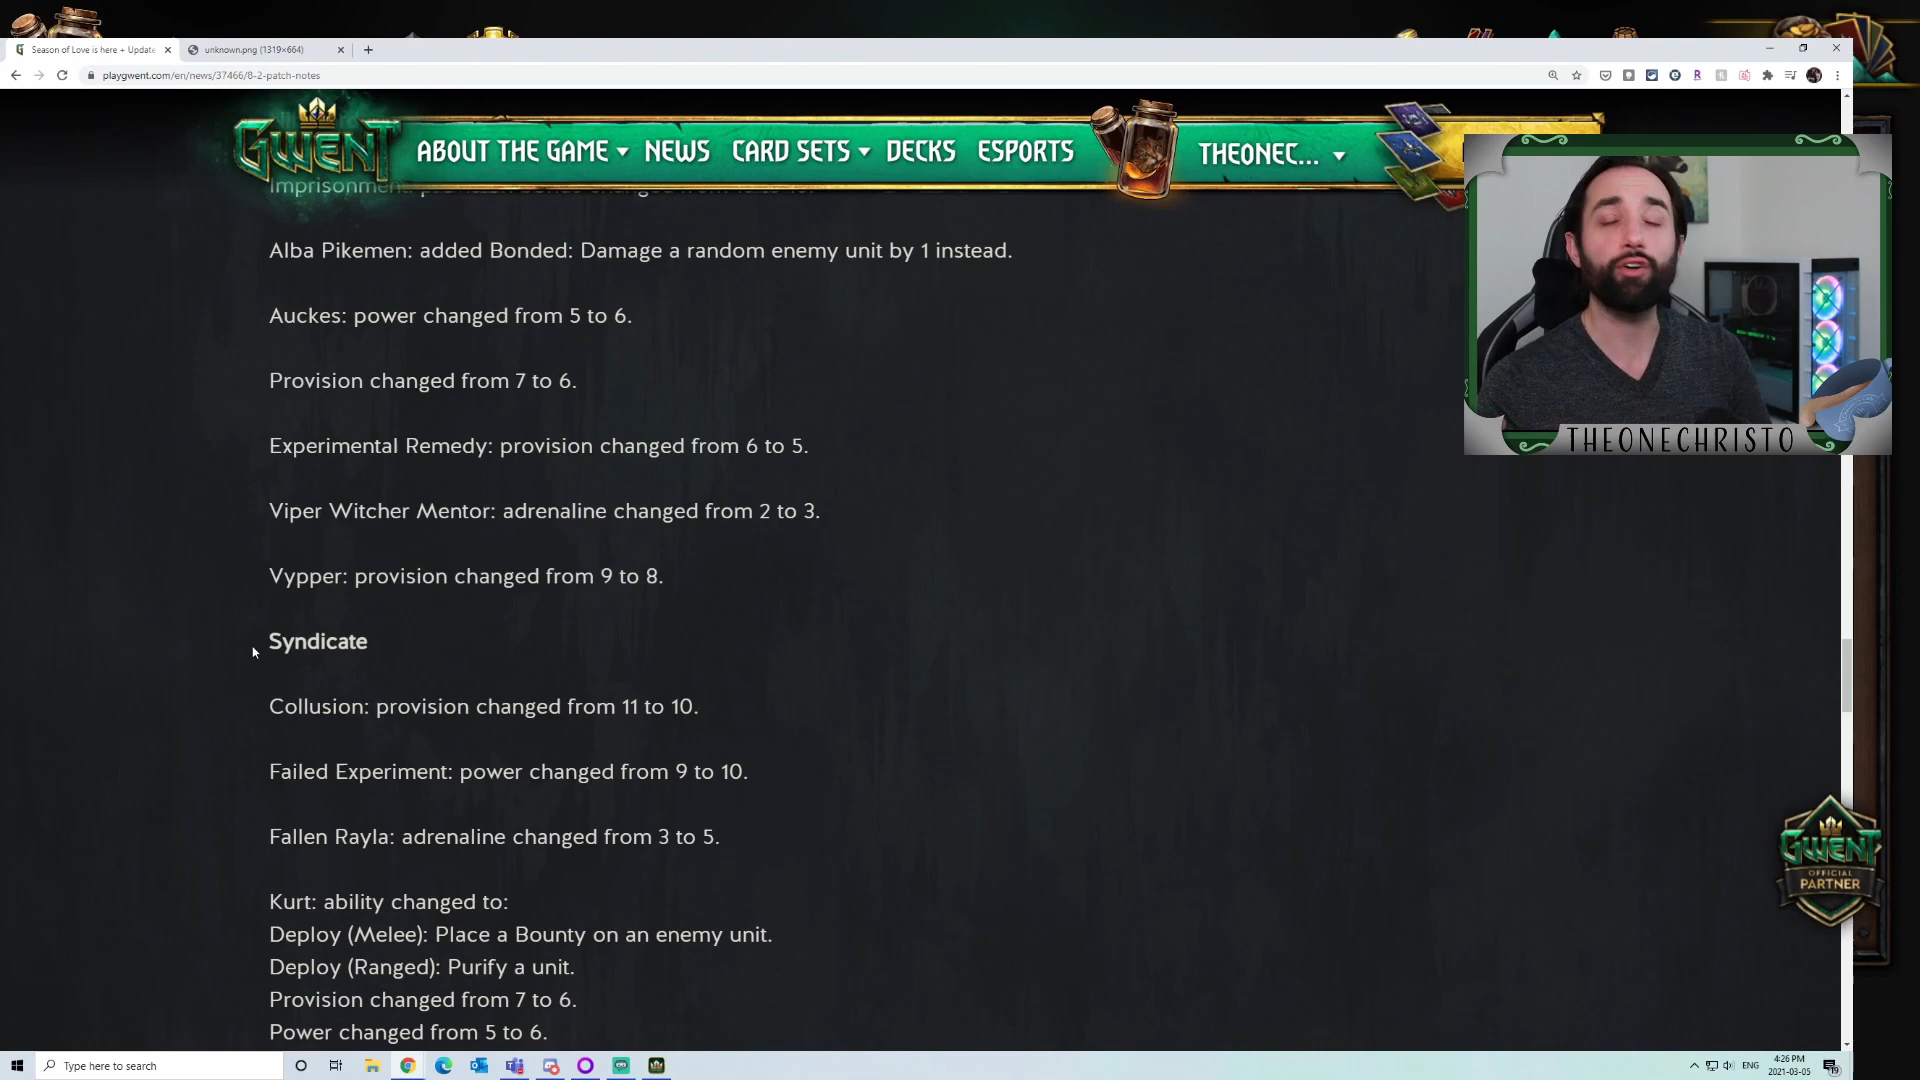 Season of Love is here + Update
unknown.png (1319×664)
playgwent.com/en/news/37466/8-2-patch-notes
GWENT
ABOUT THE GAME
NEWS
CARD SETS
DECKS
ESPORTS
THEONEC...
Imprisonment:
Alba Pikemen: added Bonded: Damage a random enemy unit by 1 instead.
Auckes: power changed from 5 to 6.
Provision changed from 7 to 6.
Experimental Remedy: provision changed from 6 to 5.
Viper Witcher Mentor: adrenaline changed from 2 to 3.
Vypper: provision changed from 9 to 8.
Syndicate
Collusion: provision changed from 11 to 10.
Failed Experiment: power changed from 9 to 10.
Fallen Rayla: adrenaline changed from 3 to 5.
Kurt: ability changed to:
Deploy (Melee): Place a Bounty on an enemy unit.
Deploy (Ranged): Purify a unit.
Provision changed from 7 to 6.
Power changed from 5 to 6.
THEONECHRISTO
GWENT
OFFICIAL
PARTNER
Type here to search
ENG
4:26 PM
2021-03-05
19